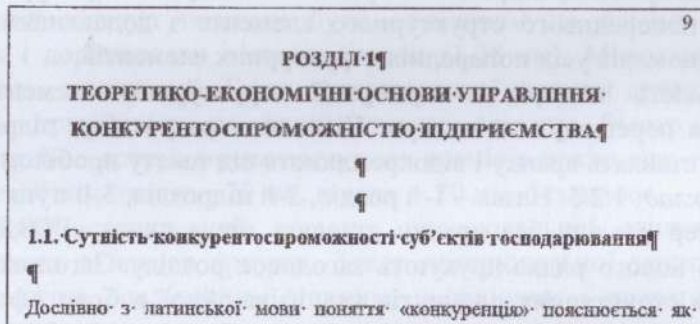 9
РОЗДІЛ·1¶
ТЕОРЕТИКО-ЕКОНОМІЧНІ·ОСНОВИ·УПРАВЛІННЯ·
КОНКУРЕНТОСПРОМОЖНІСТЮ·ПІДПРИЄМСТВА¶
¶
¶
1.1.·Сутність·конкурентоспроможності·суб’єктів·господарювання¶
¶
Дослівно· з· латинської· мови· поняття· «конкуренція»· пояснюється· як